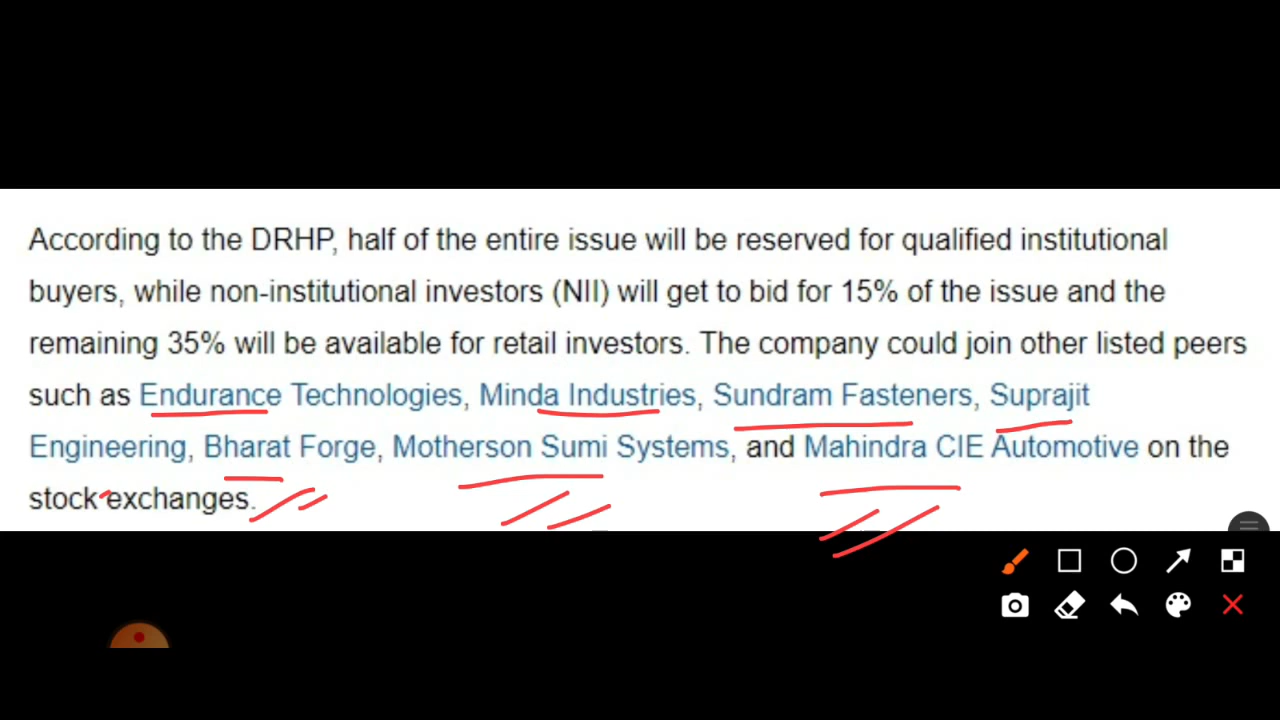 According to the DRHP, half of the entire issue will be reserved for qualified institutional
buyers, while non-institutional investors (NII) will get to bid for 15% of the issue and the
remaining 35% will be available for retail investors. The company could join other listed peers
such as Endurance Technologies, Minda Industries, Sundram Fasteners, Suprajit
Engineering, Bharat Forge, Motherson Sumi Systems, and Mahindra CIE Automotive on the
stock exchanges.